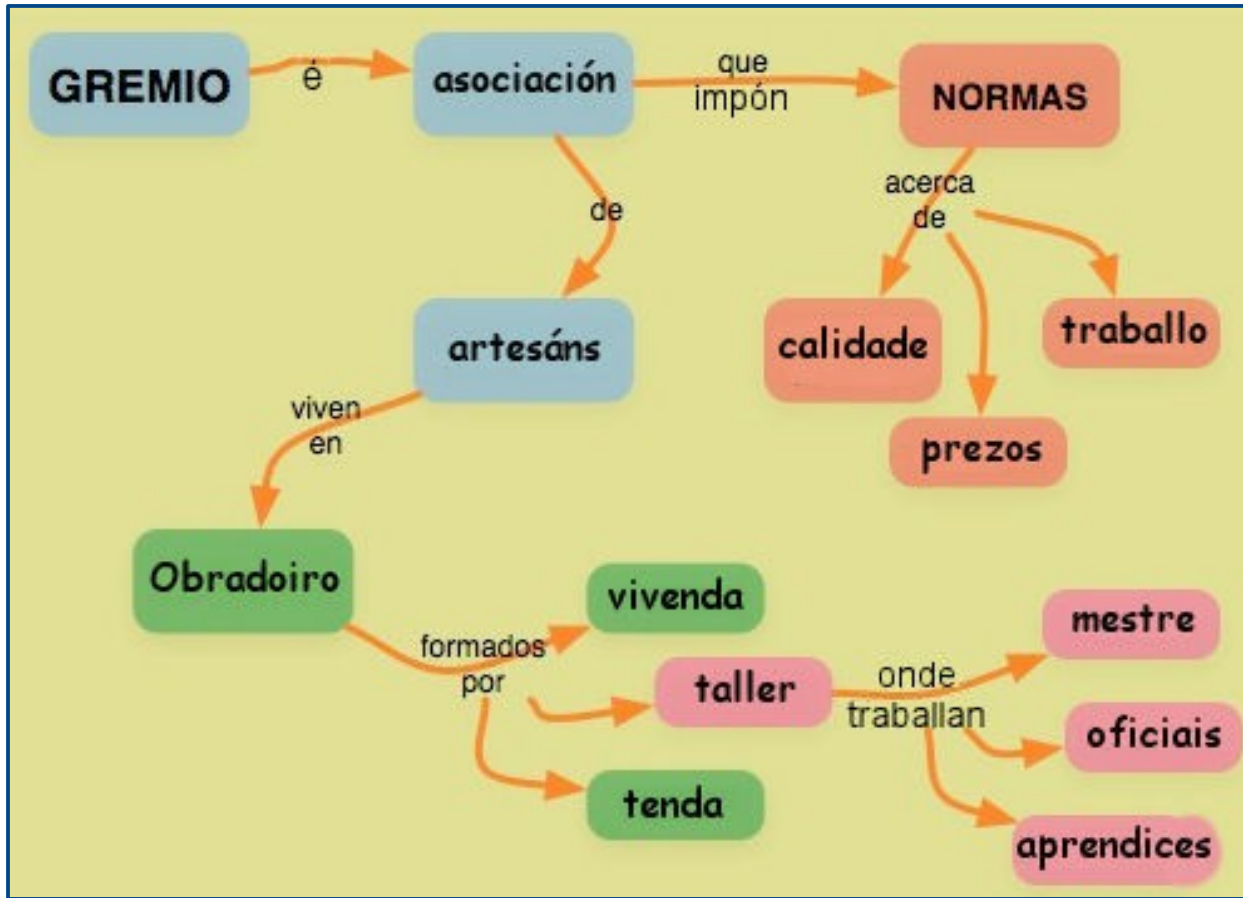 GREMIO
é
asociación
que
impón
NORMAS
acerca
de
de
artesáns
calidade
traballo
prezos
viven
en
Obradoiro
vivenda
formados
por
taller
onde
traballan
mestre
oficiais
tenda
aprendices